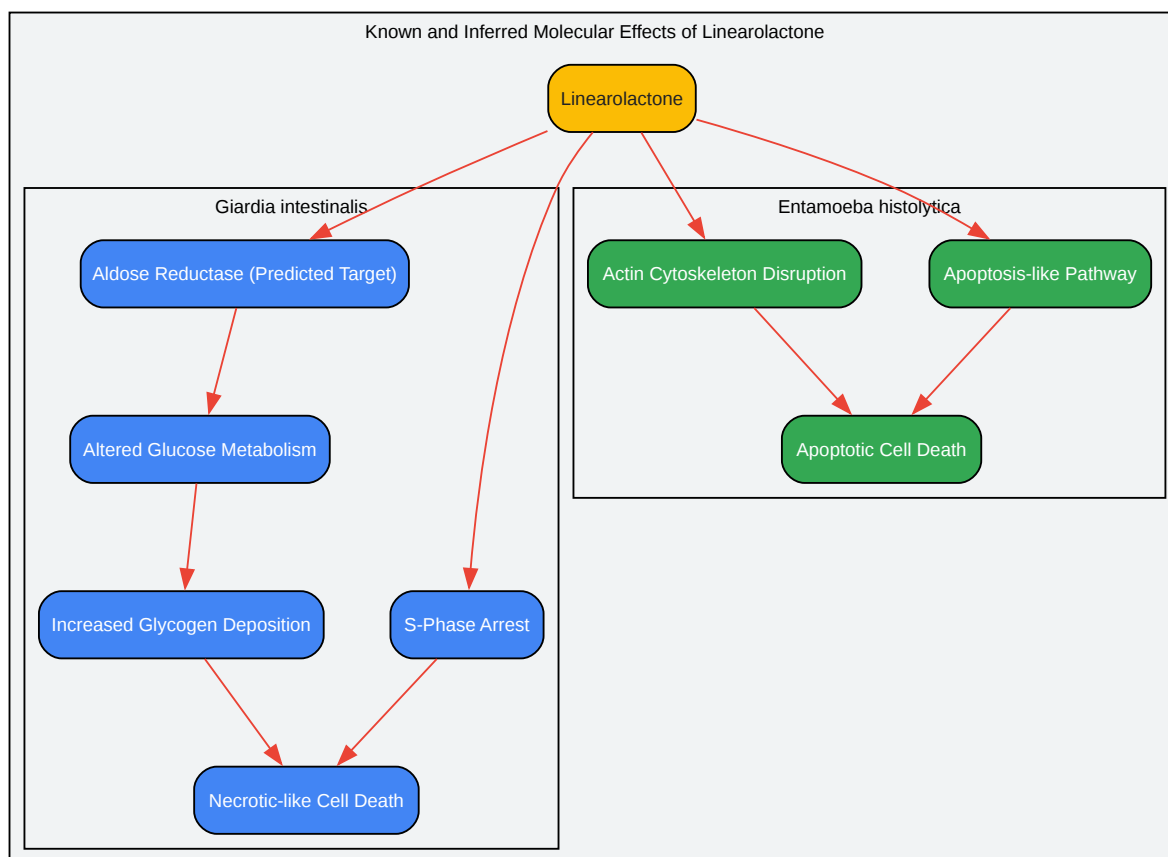 Known and Inferred Molecular Effects of Linearolactone
Linearolactone
Giardia intestinalis
Aldose Reductase (Predicted Target)
Altered Glucose Metabolism
Increased Glycogen Deposition
S-Phase Arrest
Necrotic-like Cell Death
Entamoeba histolytica
Actin Cytoskeleton Disruption
Apoptosis-like Pathway
Apoptotic Cell Death